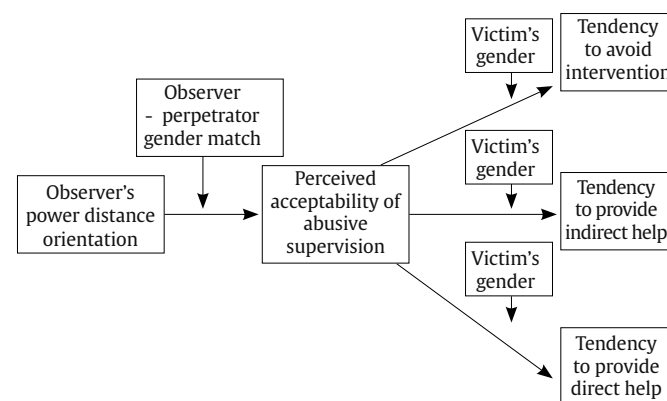 Victim's
gender
Tendency
to avoid
intervention
Observer
- perpetrator
gender match
Victim's
gender
Observer's
power distance
orientation
Perceived
acceptability of
abusive
supervision
Tendency
to provide
indirect help
Victim's
gender
Tendency
to provide
direct help